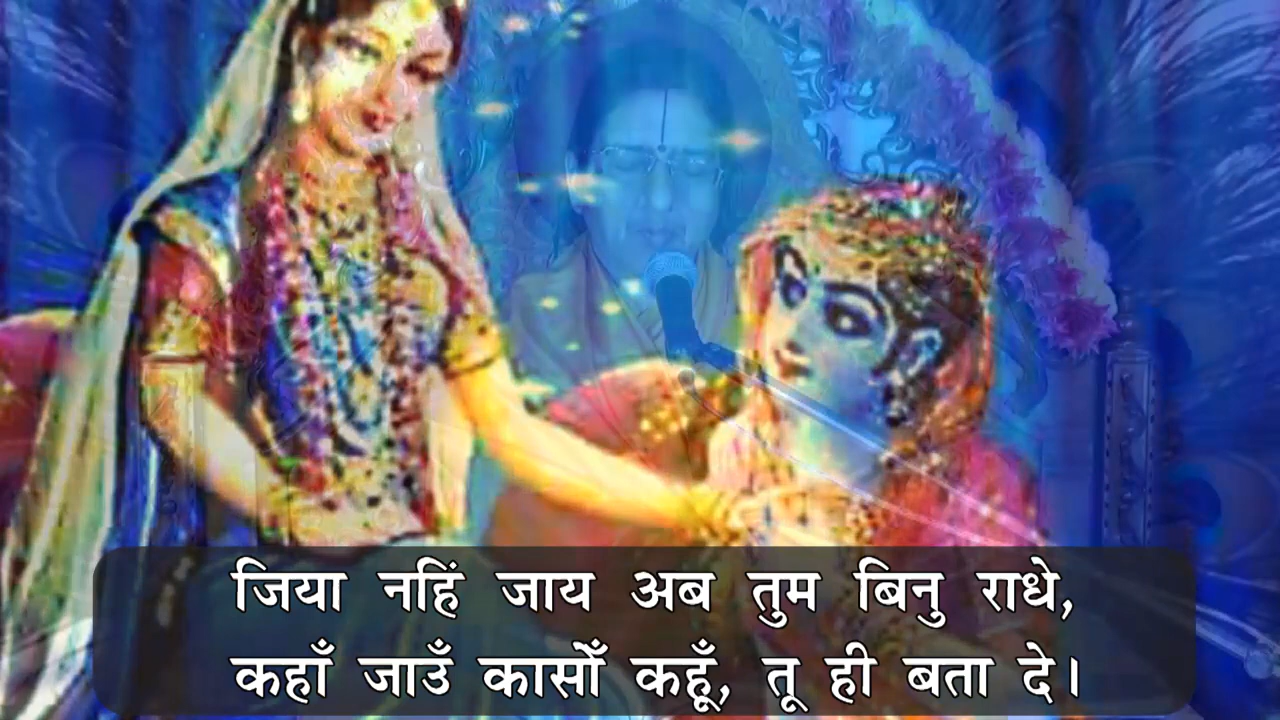 जिया नहिं जाय अब तुम बिनु राधे,
कहाँ जाउँ कासोँ कहूँ, तू ही बता दे।